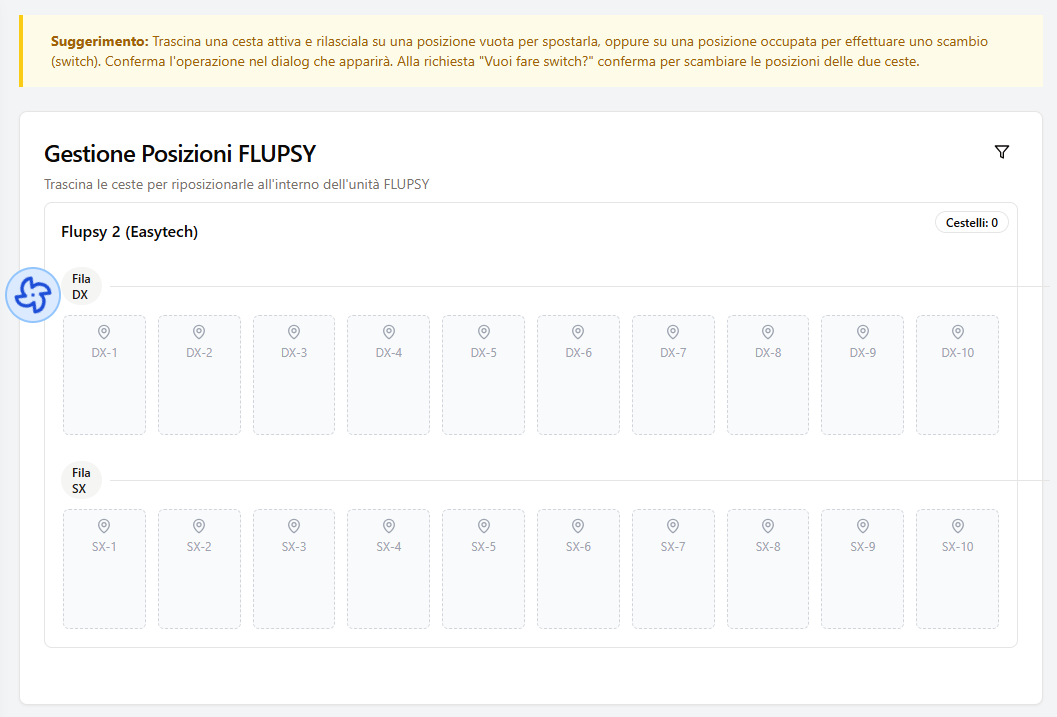 Suggerimento: Trascina una cesta attiva e rilasciala su una posizione vuota per spostarla, oppure su una posizione occupata per effettuare uno scambio
(switch). Conferma l'operazione nel dialog che apparirà. Alla richiesta "Vuoi fare switch?" conferma per scambiare le posizioni delle due ceste.
Gestione Posizioni FLUPSY
Trascina le ceste per riposizionarle all'interno dell'unità FLUPSY
Flupsy 2 (Easytech)
Cestelli: 0
Fila
DX
DX-1
DX-2
DX-3
DX-4
DX-5
DX-6
DX-7
DX-8
DX-9
DX-10
Fila
SX
SX-1
SX-2
SX-3
SX-4
SX-5
SX-6
SX-7
SX-8
SX-9
SX-10